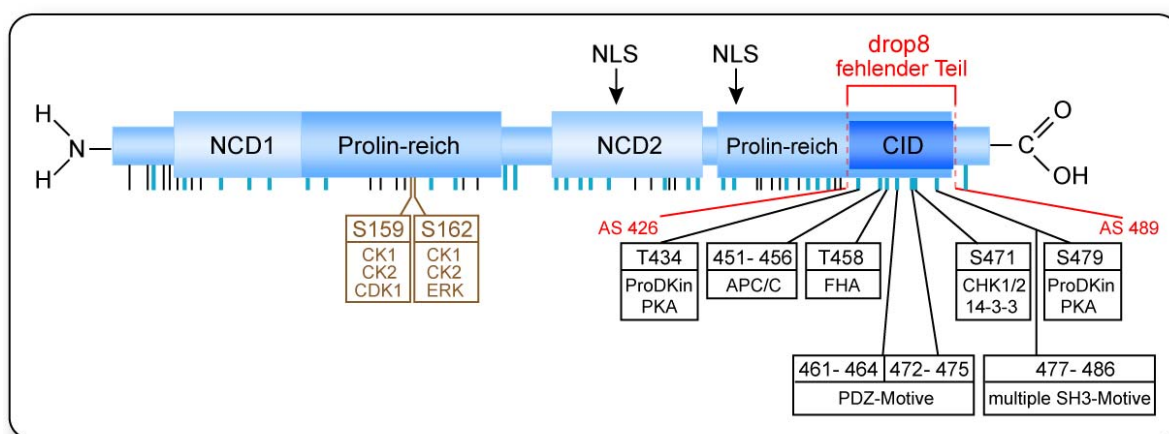 drop8
fehlender Teil
NLS
NLS
H
N
H
NCD1
Prolin-reich
NCD2
Prolin-reich
CID
C
O
OH
AS 426
AS 489
S159
CK1
CK2
CDK1
S162
CK1
CK2
ERK
T434
ProDKin
PKA
451- 456
APC/C
T458
FHA
S471
CHK1/2
14-3-3
S479
ProDKin
PKA
461- 464
472- 475
PDZ-Motive
477- 486
multiple SH3-Motive